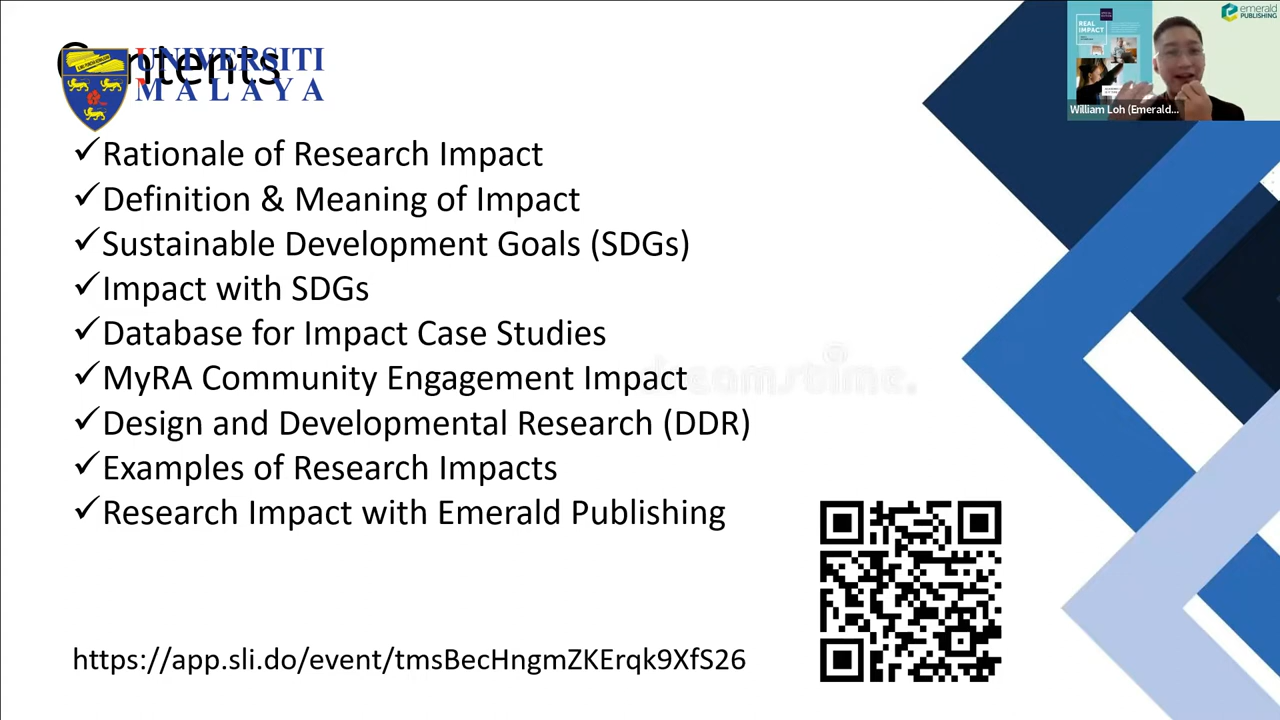 Contents
UNIVERSITI
MALAYA
Rationale of Research Impact
Definition & Meaning of Impact
Sustainable Development Goals (SDGs)
Impact with SDGs
Database for Impact Case Studies
MyRA Community Engagement Impact
Design and Developmental Research (DDR)
Examples of Research Impacts
Research Impact with Emerald Publishing
https://app.sli.do/event/tmsBecHngmZKErqk9XfS26
dreamstime.
REAL
IMPACT
emerald
PUBLISHING
William Loh (Emerald...